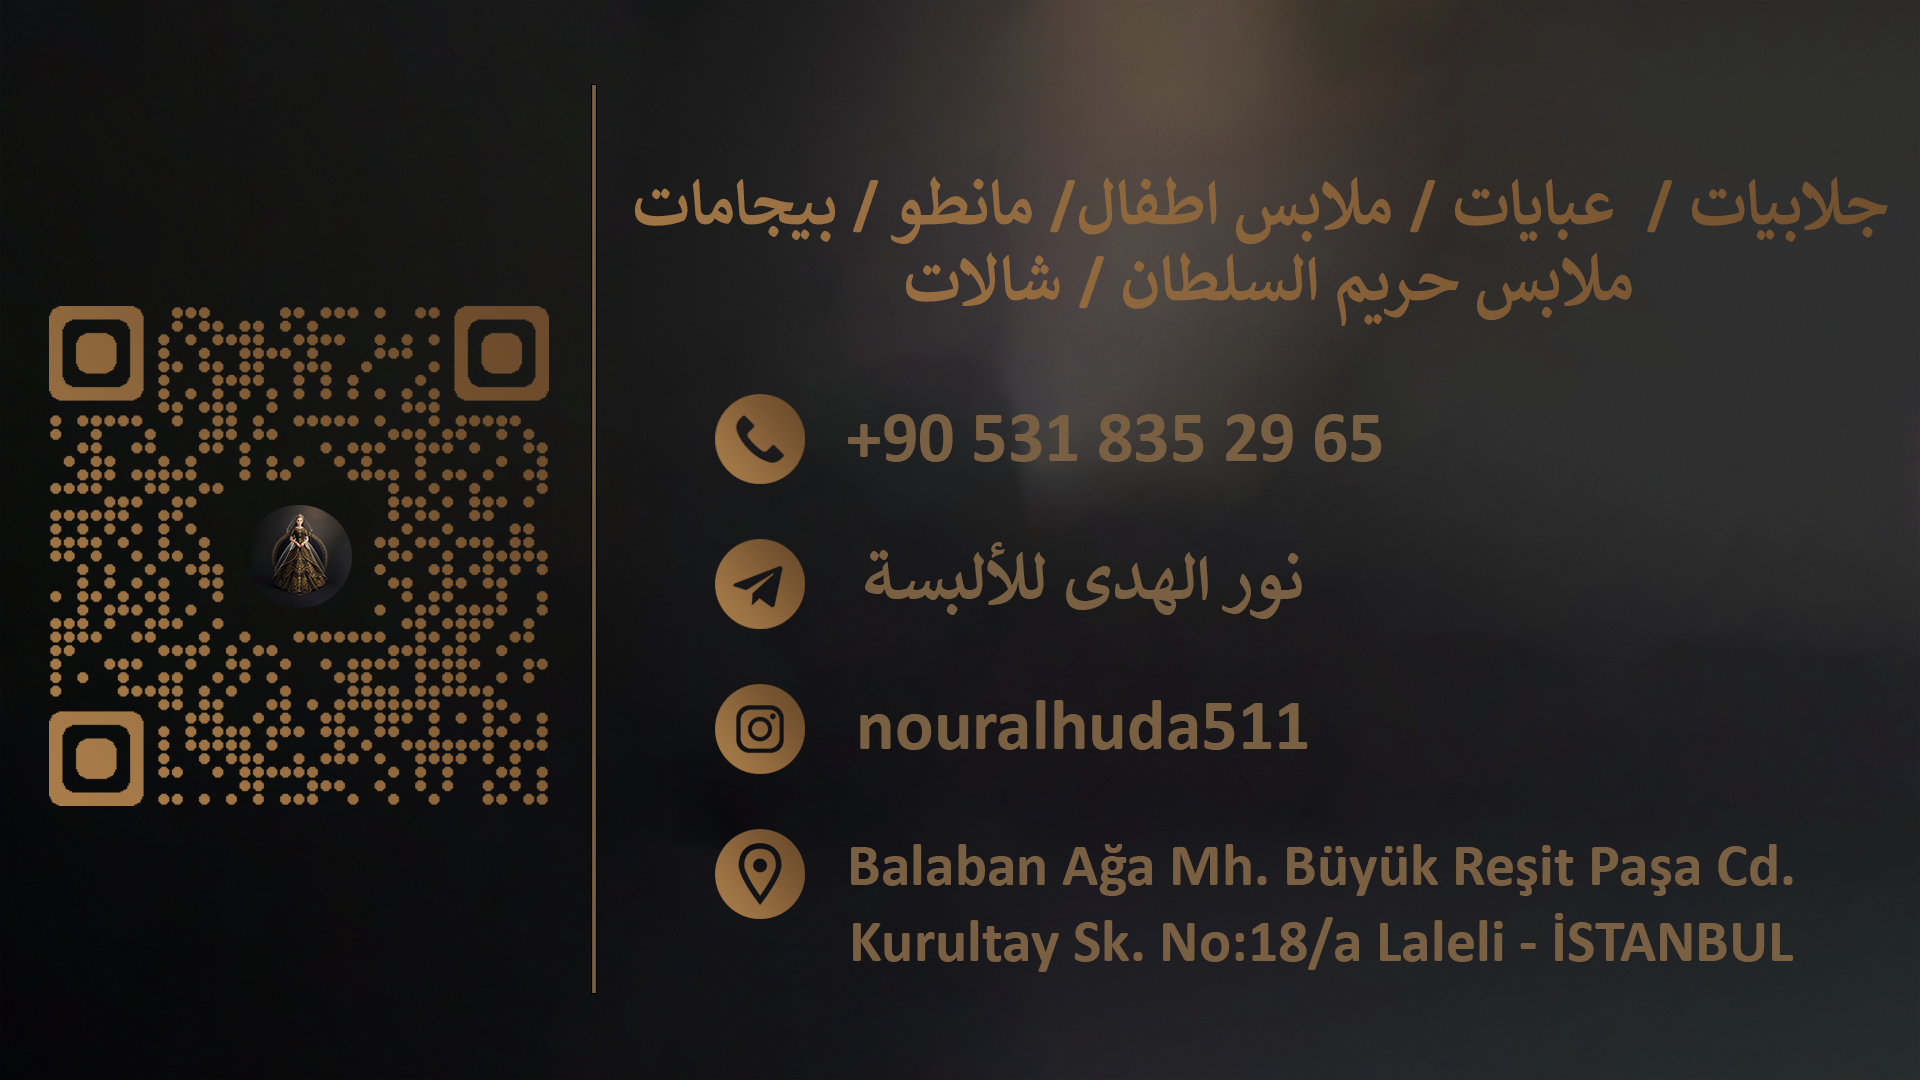 جلابيات / عبايات / ملابس اطفال/ مانطو / بيجامات
ملابس حريم السلطان / شالات
+90 531 835 29 65
نور الهدى للألبسة
nouralhuda511
Balaban Ağa Mh. Büyük Reşit Paşa Cd.
Kurultay Sk. No:18/a Laleli - İSTANBUL